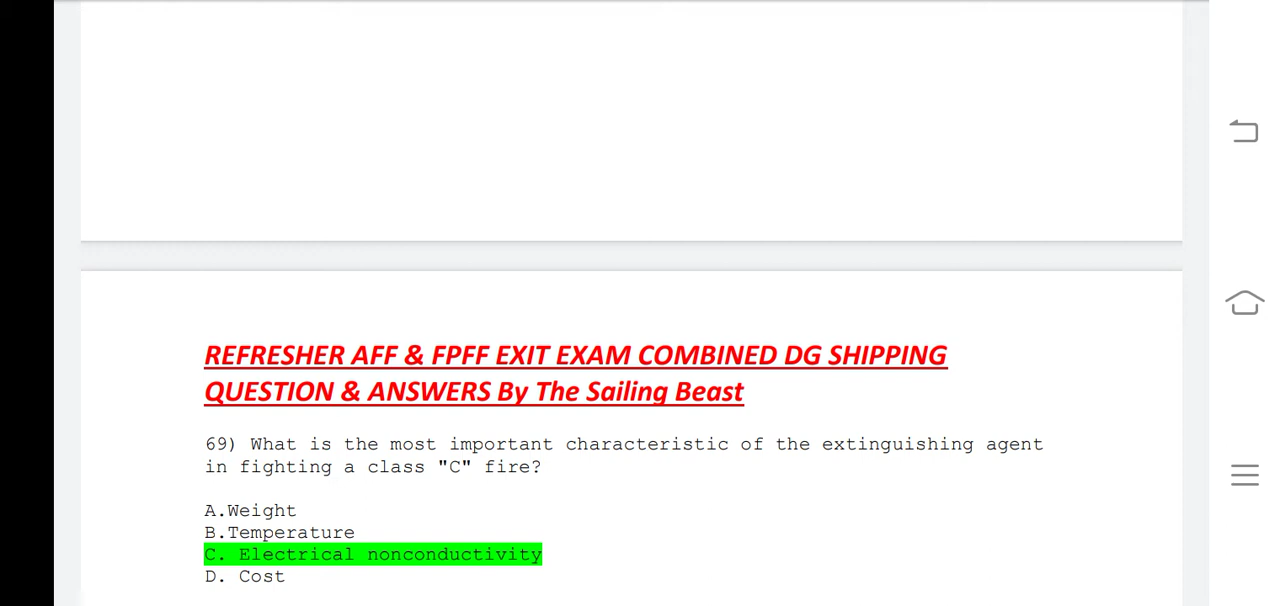 REFRESHER AFF & FPFF EXIT EXAM COMBINED DG SHIPPING
QUESTION & ANSWERS By The Sailing Beast
69) What is the most important characteristic of the extinguishing agent
in fighting a class "C" fire?
A.Weight
B.Temperature
C. Electrical nonconductivity
D. Cost